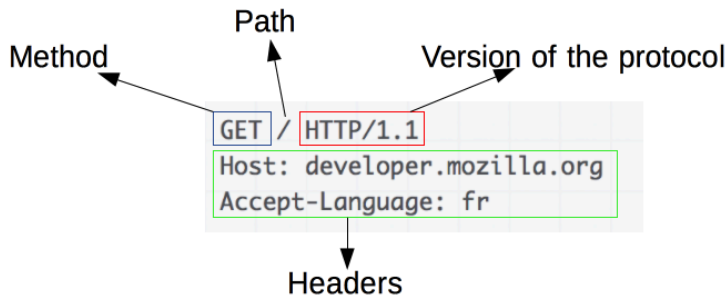 Path
Method
Version of the protocol
GET / HTTP/1.1
Host: developer.mozilla.org
Accept-Language: fr
Headers